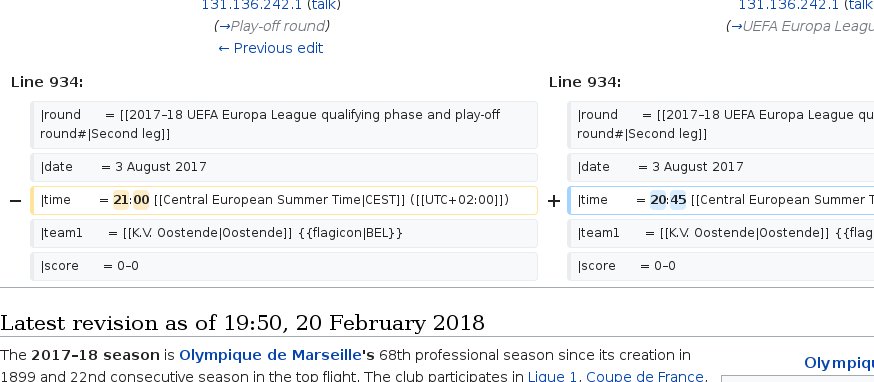 131.136.242.1 (talk)
(→Play-off round)
← Previous edit
131.136.242.1 (talk
(→UEFA Europa Leagu
Line 934:
|round = [[2017–18 UEFA Europa League qualifying phase and play-off
round#|Second leg]]
|date = 3 August 2017
− |time = 21:00 [[Central European Summer Time|CEST]] ([[UTC+02:00]])
|team1 = [[K.V. Oostende|Oostende]] {{flagicon|BEL}}
|score = 0–0
Line 934:
|round = [[2017–18 UEFA Europa League qu
round#|Second leg]]
|date = 3 August 2017
+ |time = 20:45 [[Central European Summer T
|team1 = [[K.V. Oostende|Oostende]] {{flag
|score = 0–0
Latest revision as of 19:50, 20 February 2018
The 2017–18 season is Olympique de Marseille's 68th professional season since its creation in
1899 and 22nd consecutive season in the top flight. The club participates in Ligue 1, Coupe de France,
Olympiqu